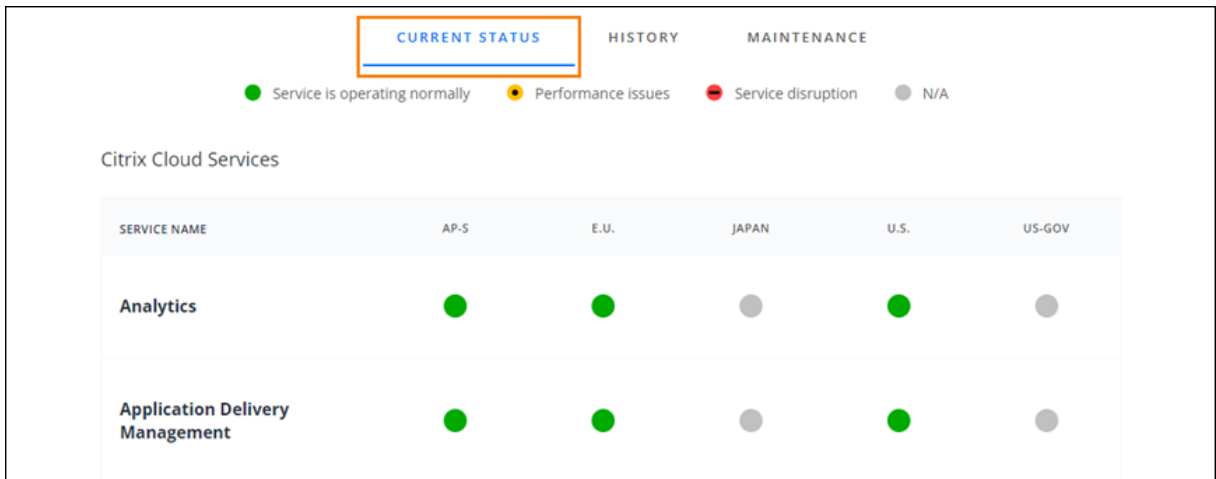 CURRENT STATUS HISTORY MAINTENANCE
Service is operating normally Performance issues Service disruption N/A
Citrix Cloud Services
SERVICE NAME AP-S E.U. JAPAN U.S. US-GOV
Analytics
Application Delivery
Management